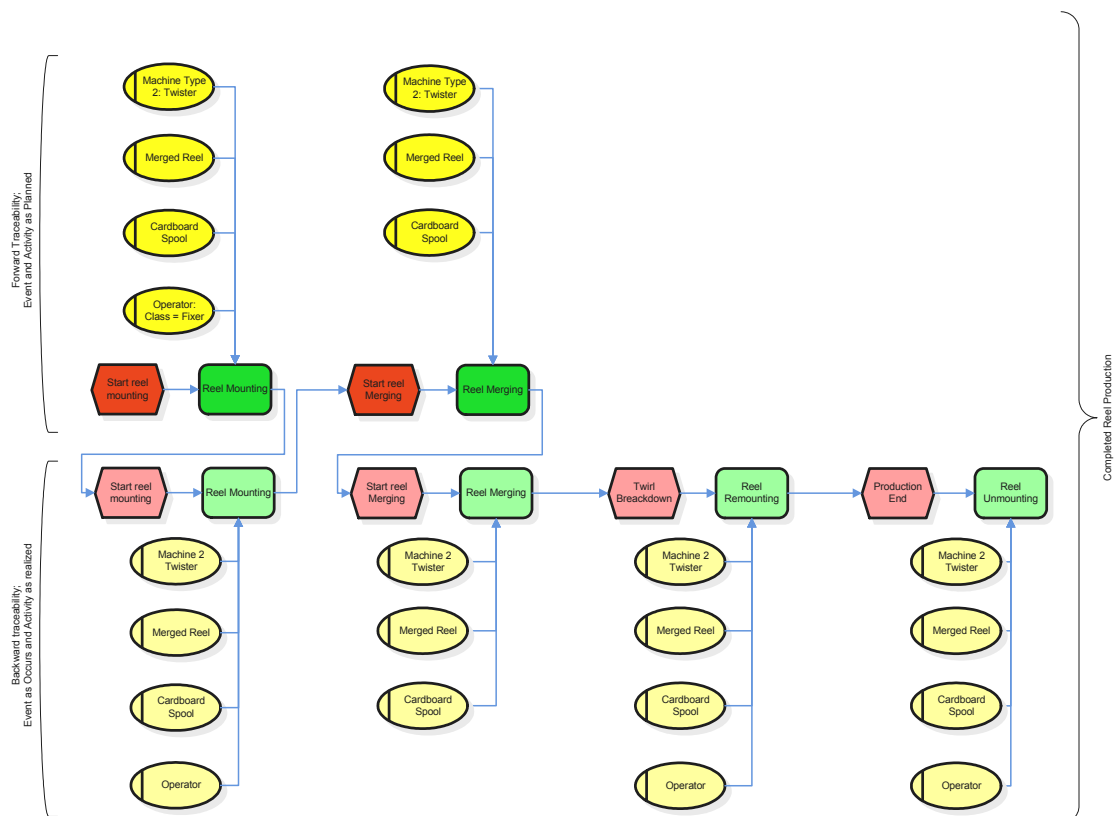 Forward Traceability;
Event and Activity as Planned
Machine Type
2: Twister
Merged Reel
Cardboard
Spool
Operator:
Class = Fixer
Start reel
mounting
Reel Mounting
Machine Type
2: Twister
Merged Reel
Cardboard
Spool
Start reel
Merging
Reel Merging
Completed Reel Production
Backward traceability;
Event as Occurs and Activity as realized
Start reel
mounting
Reel Mounting
Machine 2
Twister
Merged Reel
Cardboard
Spool
Operator
Start reel
Merging
Reel Merging
Machine 2
Twister
Merged Reel
Cardboard
Spool
Twirl
Breakdown
Reel
Remounting
Machine 2
Twister
Merged Reel
Cardboard
Spool
Operator
Production
End
Reel
Unmounting
Machine 2
Twister
Merged Reel
Cardboard
Spool
Operator